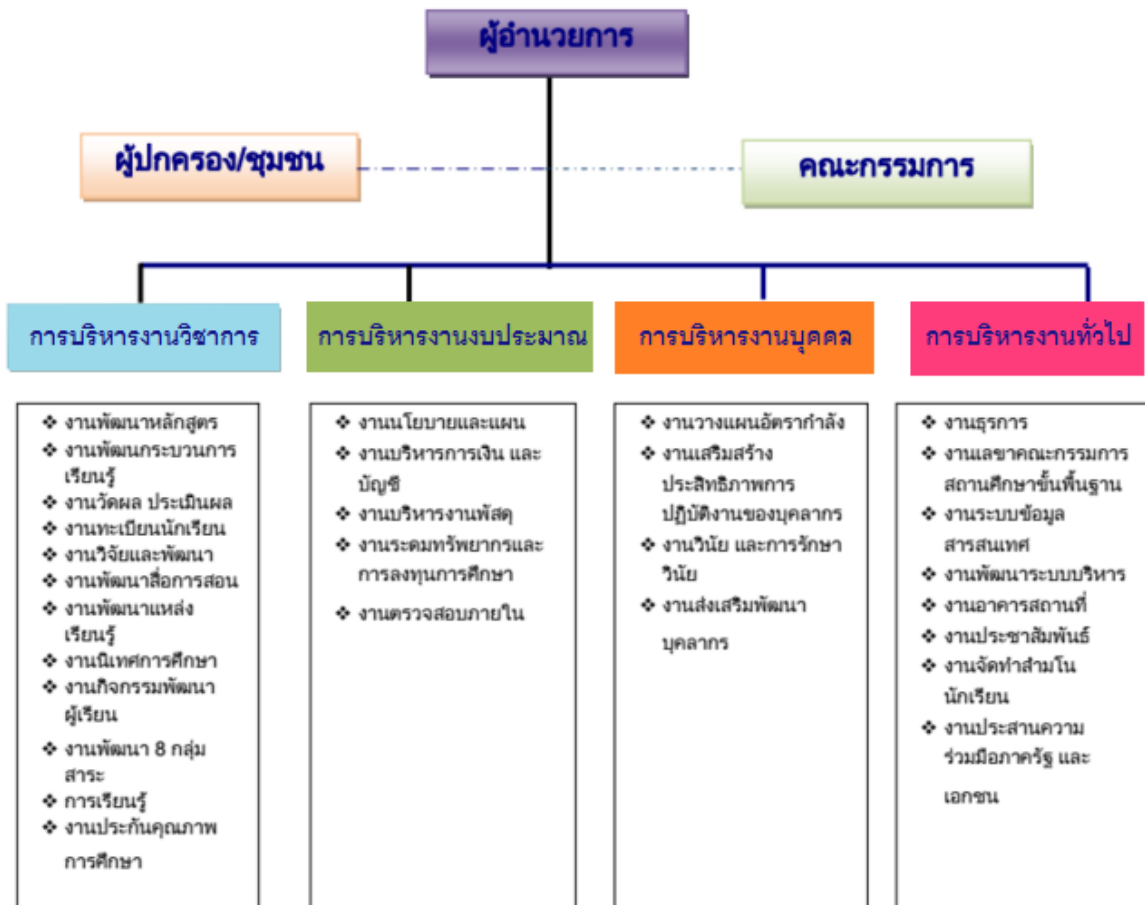 ผู้อำนวยการ
ผู้ปกครอง/ชุมชน
คณะกรรมการ
การบริหารงานวิชาการ
❖ งานพัฒนาหลักสูตร
❖ งานพัฒนกระบวนการ
เรียนรู้
❖ งานวัดผล ประเมินผล
❖ งานทะเบียนนักเรียน
❖ งานวิจัยและพัฒนา
❖ งานพัฒนาสื่อการสอน
❖ งานพัฒนาแหล่ง
เรียนรู้
❖ งานนิเทศการศึกษา
❖ งานกิจกรรมพัฒนา
ผู้เรียน
❖ งานพัฒนา 8 กลุ่ม
สาระ
❖ การเรียนรู้
❖ งานประกันคุณภาพ
การศึกษา
การบริหารงานงบประมาณ
❖ งานนโยบายและแผน
❖ งานบริหารการเงิน และ
บัญชี
❖ งานบริหารงานพัสดุ
❖ งานระดมทรัพยากรและ
การลงทุนการศึกษา
❖ งานตรวจสอบภายใน
การบริหารงานบุคคล
❖ งานวางแผนอัตรากำลัง
❖ งานเสริมสร้าง
ประสิทธิภาพการ
ปฏิบัติงานของบุคลากร
❖ งานวินัย และการรักษา
วินัย
❖ งานส่งเสริมพัฒนา
บุคลากร
การบริหารงานทั่วไป
❖ งานธุรการ
❖ งานเลขาคณะกรรมการ
สถานศึกษาขั้นพื้นฐาน
❖ งานระบบข้อมูล
สารสนเทศ
❖ งานพัฒนาระบบบริหาร
❖ งานอาคารสถานที่
❖ งานประชาสัมพันธ์
❖ งานจัดทำสำมโน
นักเรียน
❖ งานประสานความ
ร่วมมือภาครัฐ และ
เอกชน